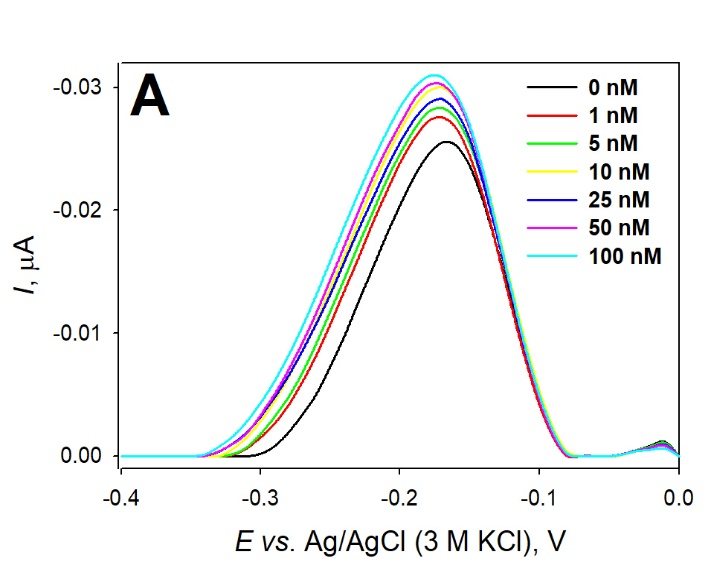 A
-0.03
-0.02
-0.01
0.00
I, µA
0 nM
1 nM
5 nM
10 nM
25 nM
50 nM
100 nM
-0.4 -0.3 -0.2 -0.1 0.0
E vs. Ag/AgCl (3 M KCl), V